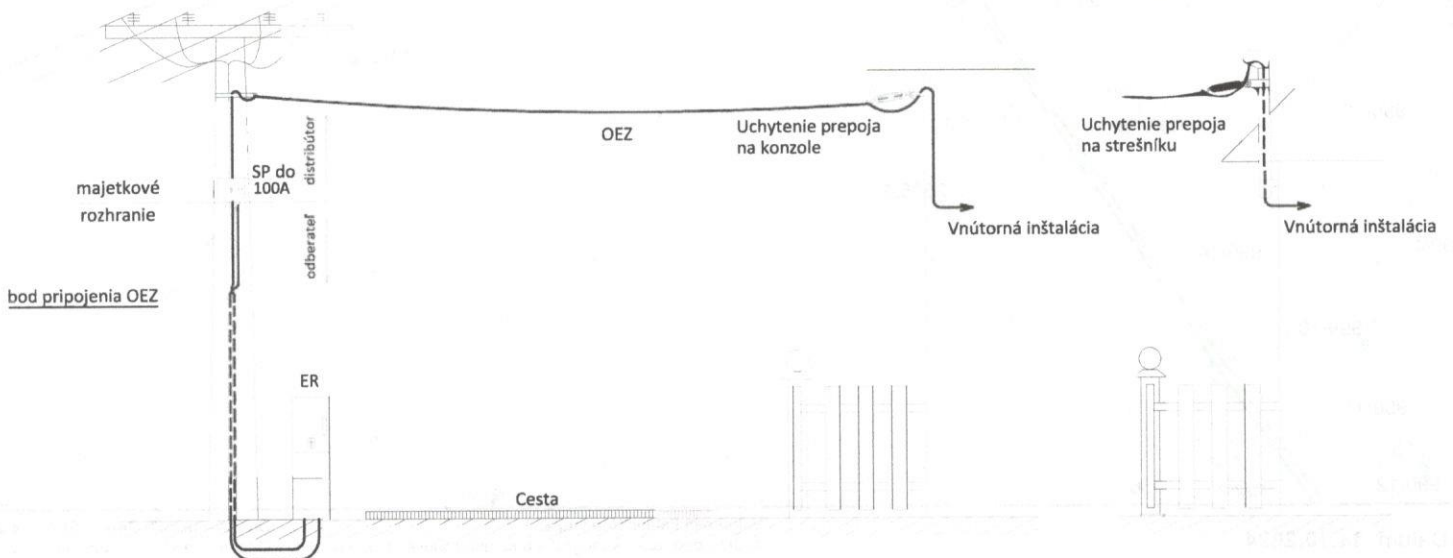 OEZ
Uchytenie prepoja
na konzole
Uchytenie prepoja
na strešníku
SP do
100A
distribútor
odberateľ
majetkové
rozhranie
Vnútorná inštalácia
Vnútorná inštalácia
bod pripojenia OEZ
ER
Cesta